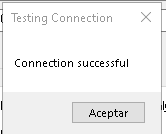 Testing Connection
Connection successful
Aceptar